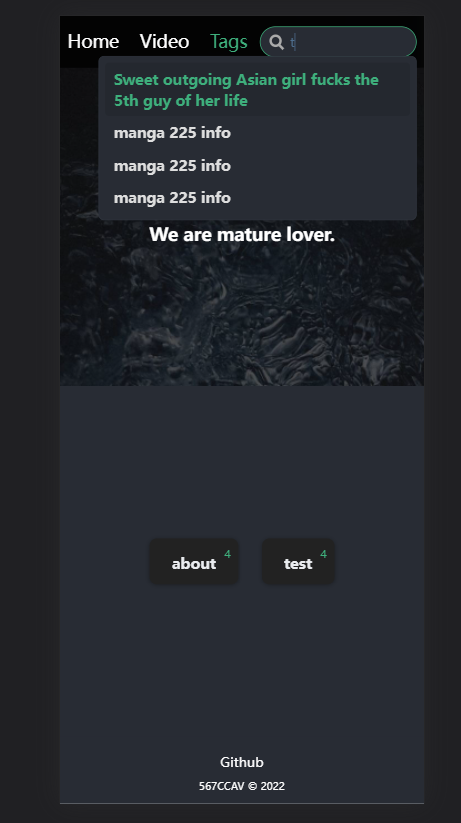 Home Video Tags t
Sweet outgoing Asian girl fucks the
5th guy of her life
manga 225 info
manga 225 info
manga 225 info
We are mature lover.
about 4 test 4
Github
567CCAV © 2022